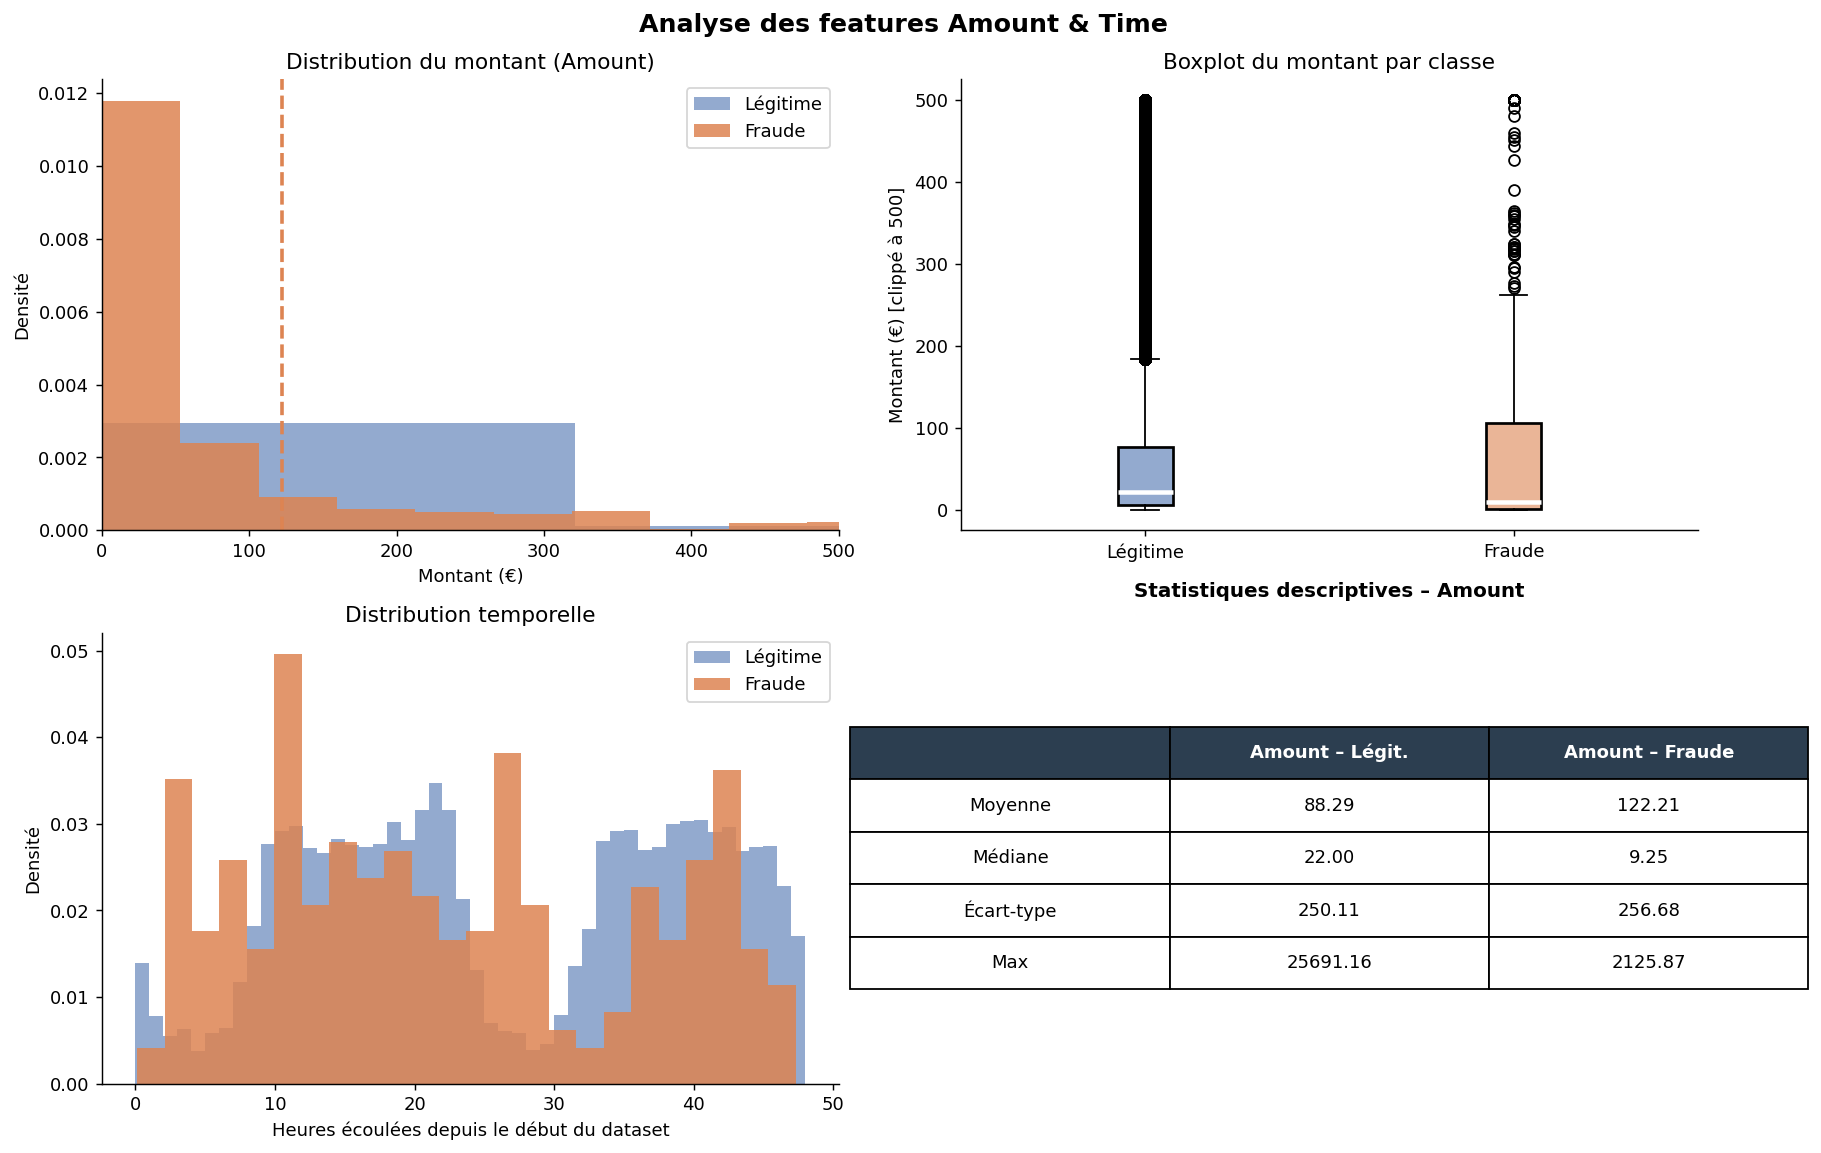 Analyse des features Amount & Time
Distribution du montant (Amount)
0.012
0.010
0.008
0.006
0.004
0.002
0.000
Densité
Légitime
Fraude
0 100 200 300 400 500
Montant (€)
Boxplot du montant par classe
500
400
300
200
100
0
Montant (€) [clippé à 500]
Légitime Fraude
Distribution temporelle
0.05
0.04
0.03
0.02
0.01
0.00
Densité
Légitime
Fraude
0 10 20 30 40 50
Heures écoulées depuis le début du dataset
Statistiques descriptives – Amount
Amount – Légit. Amount – Fraude
Moyenne 88.29 122.21
Médiane 22.00 9.25
Écart-type 250.11 256.68
Max 25691.16 2125.87